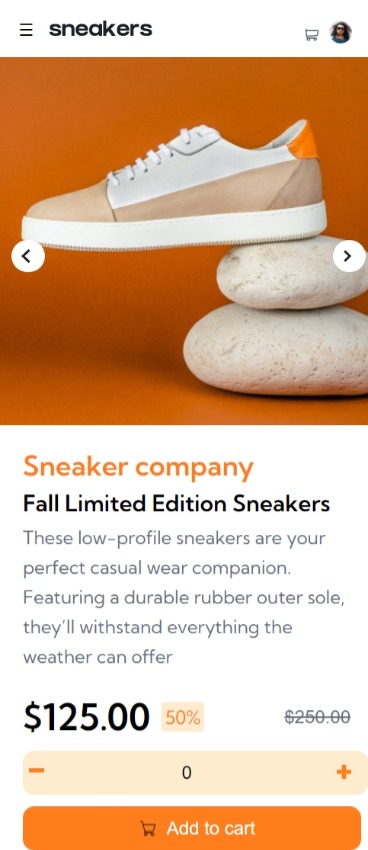 sneakers
Sneaker company
Fall Limited Edition Sneakers
These low-profile sneakers are your
perfect casual wear companion.
Featuring a durable rubber outer sole,
they’ll withstand everything the
weather can offer
$125.00 50% $250.00
0
Add to cart